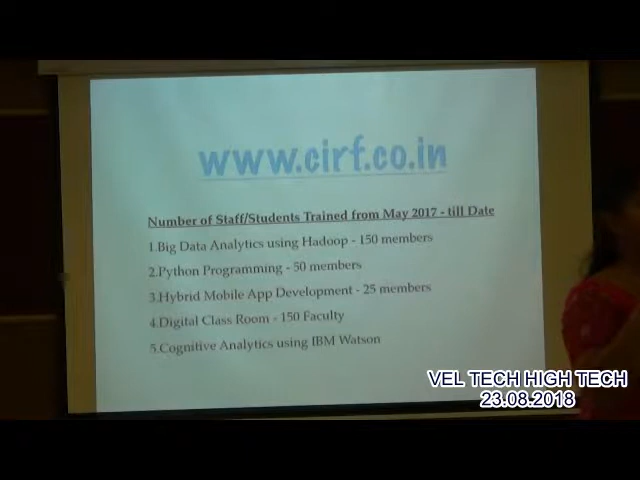 www.cirf.co.in
Number of Staff/Students Trained from May 2017 - till Date
1.Big Data Analytics using Hadoop - 150 members
2.Python Programming - 50 members
3.Hybrid Mobile App Development - 25 members
4.Digital Class Room - 150 Faculty
5.Cognitive Analytics using IBM Watson
VEL TECH HIGH TECH
23.08.2018